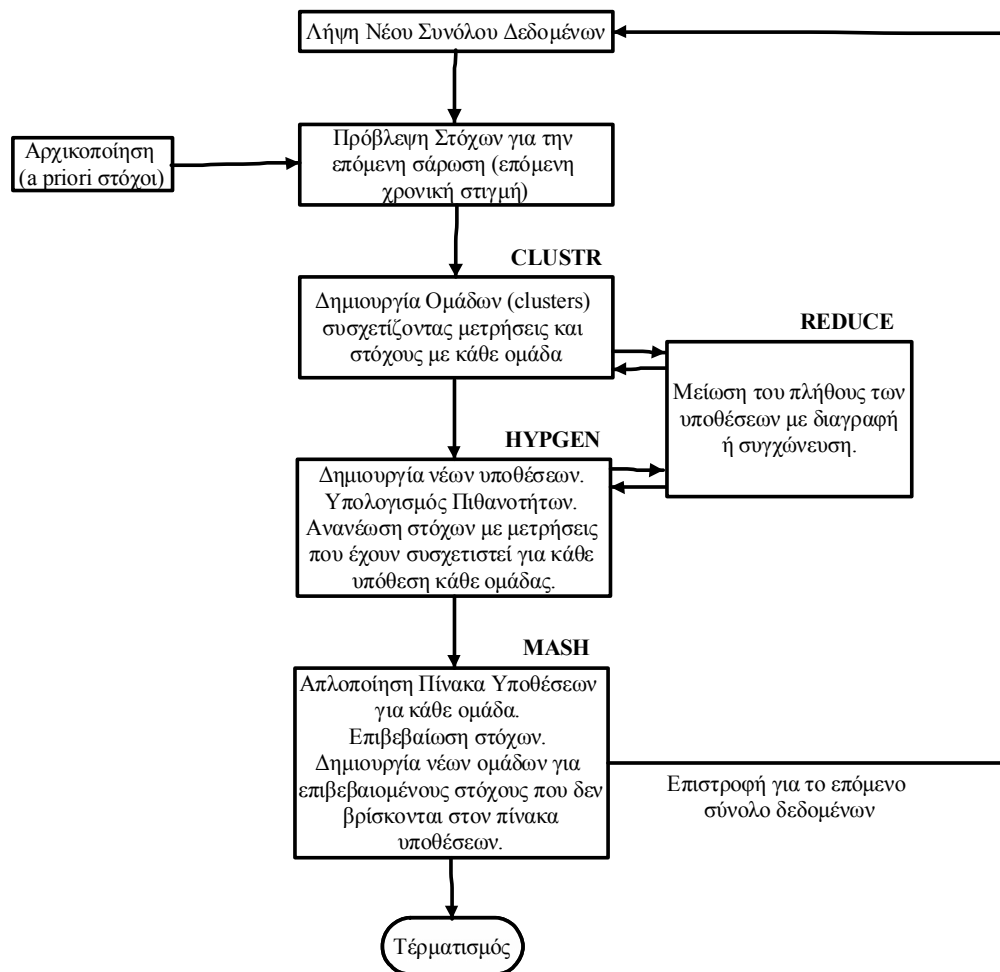 Λήψη Νέου Συνόλου Δεδομένων
Πρόβλεψη Στόχων για την
επόμενη σάρωση (επόμενη
χρονική στιγμή)
Αρχικοποίηση
(a priori στόχοι)
CLUSTR
Δημιουργία Ομάδων (clusters)
συσχετίζοντας μετρήσεις και
στόχους με κάθε ομάδα
REDUCE
Μείωση του πλήθους των
υποθέσεων με διαγραφή
ή συγχώνευση.
HYPGEN
Δημιουργία νέων υποθέσεων.
Υπολογισμός Πιθανοτήτων.
Ανανέωση στόχων με μετρήσεις
που έχουν συσχετιστεί για κάθε
υπόθεση κάθε ομάδας.
MASH
Απλοποίηση Πίνακα Υποθέσεων
για κάθε ομάδα.
Επιβεβαίωση στόχων.
Δημιουργία νέων ομάδων για
επιβεβαιομένους στόχους που δεν
βρίσκονται στον πίνακα
υποθέσεων.
Επιστροφή για το επόμενο
σύνολο δεδομένων
Τέρματισμός